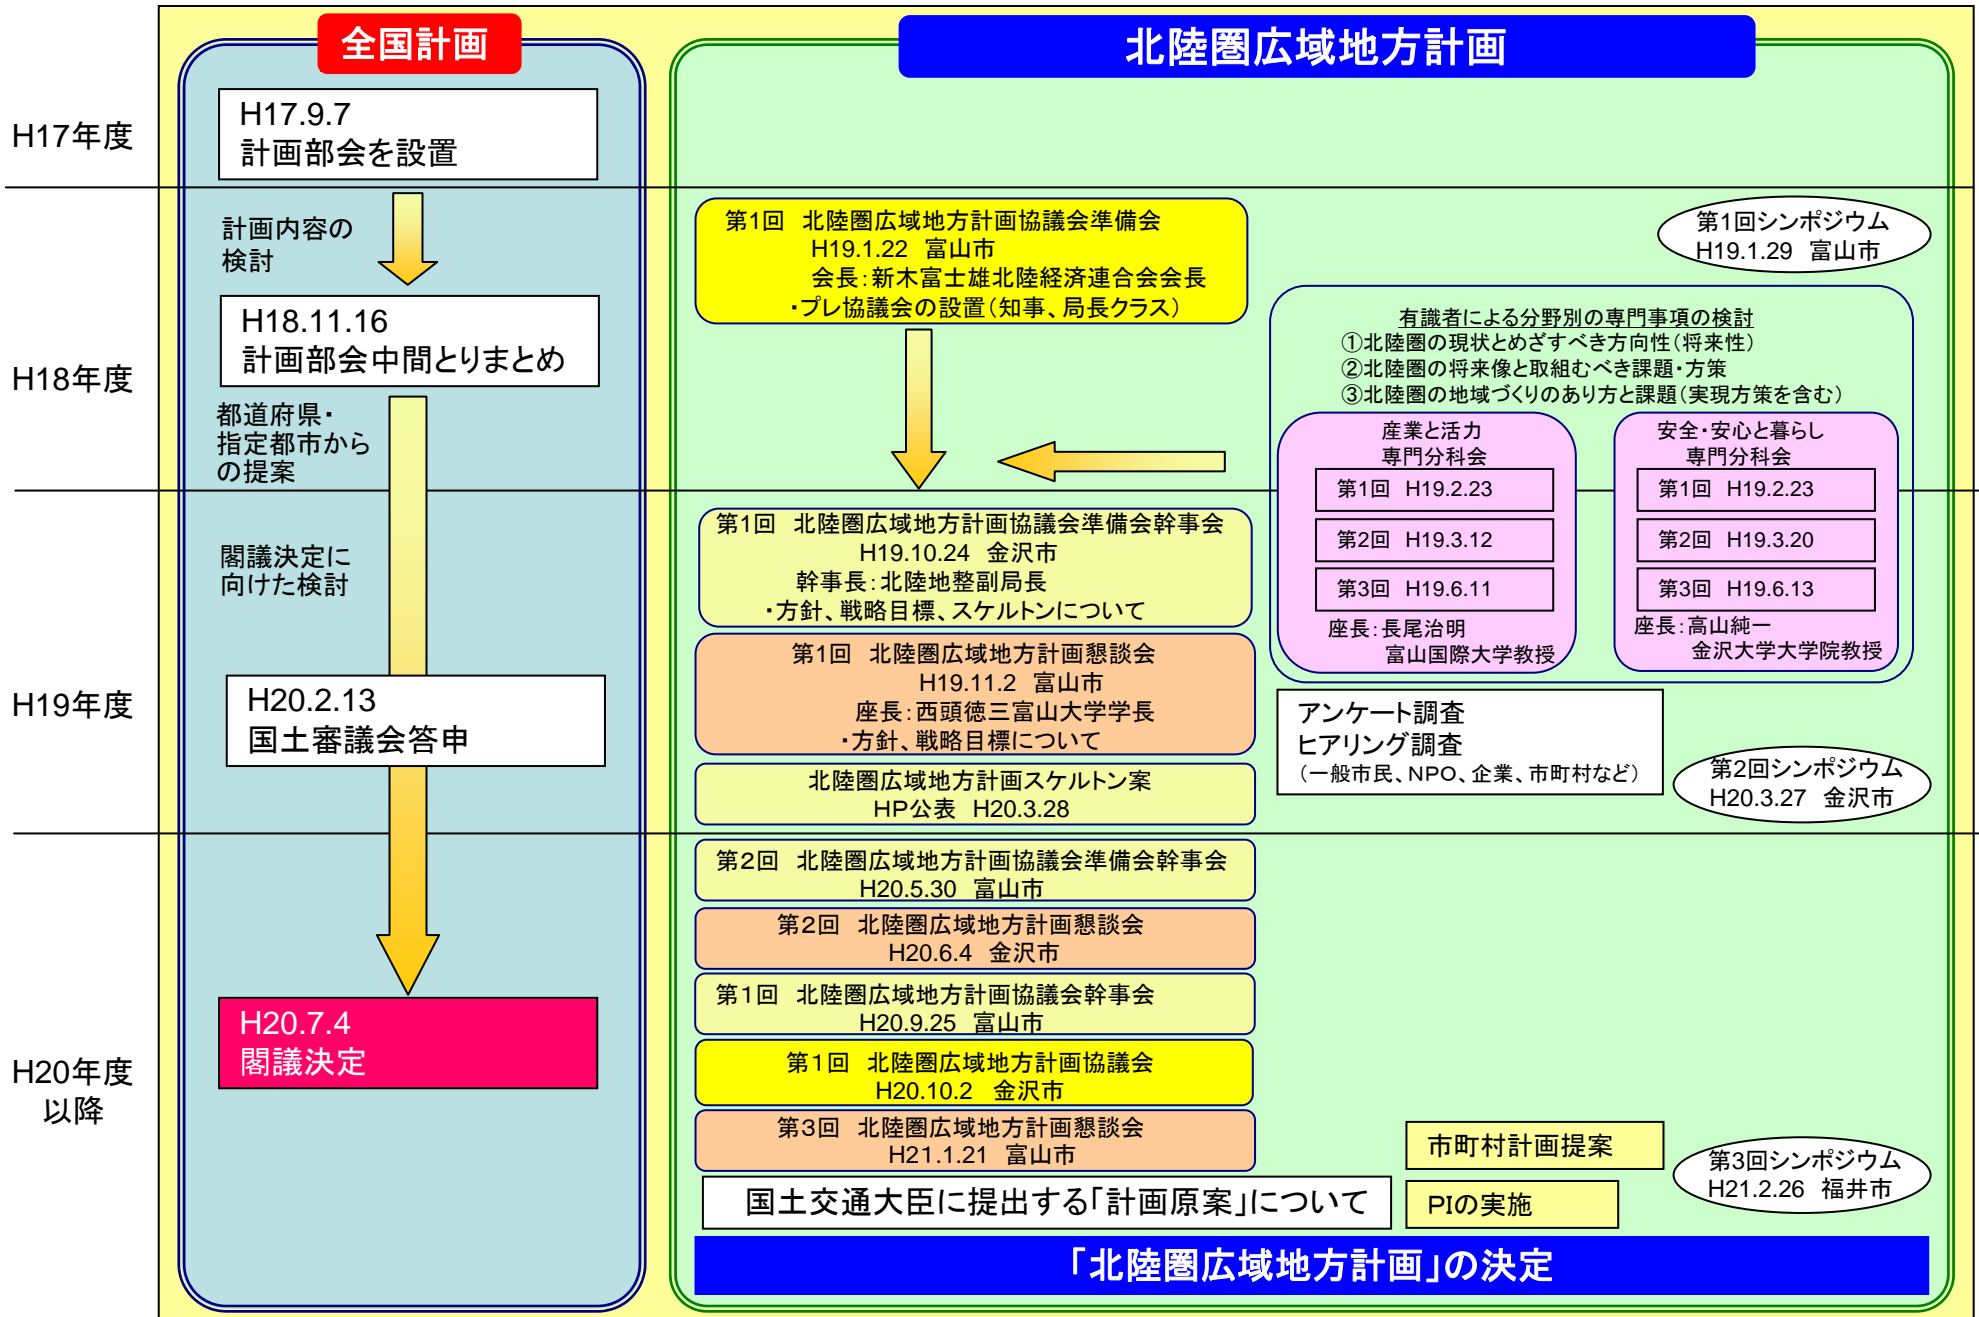 全国計画
北陸圏広域地方計画
H17年度
H17.9.7
計画部会を設置
計画内容の
検討
H18年度
H18.11.16
計画部会中間とりまとめ
都道府県・
指定都市から
の提案
閣議決定に
向けた検討
H19年度
H20.2.13
国土審議会答申
H20年度
以降
H20.7.4
閣議決定
第1回 北陸圏広域地方計画協議会準備会
H19.1.22 富山市
会長:新木富士雄北陸経済連合会会長
・プレ協議会の設置(知事、局長クラス)
第1回シンポジウム
H19.1.29 富山市
有識者による分野別の専門事項の検討
①北陸圏の現状とめざすべき方向性(将来性)
②北陸圏の将来像と取組むべき課題・方策
③北陸圏の地域づくりのあり方と課題(実現方策を含む)
産業と活力
専門分科会
第1回 H19.2.23
第2回 H19.3.12
第3回 H19.6.11
座長:長尾治明
富山国際大学教授
安全・安心と暮らし
専門分科会
第1回 H19.2.23
第2回 H19.3.20
第3回 H19.6.13
座長:高山純一
金沢大学大学院教授
第1回 北陸圏広域地方計画協議会準備会幹事会
H19.10.24 金沢市
幹事長:北陸地整副局長
・方針、戦略目標、スケルトンについて
第1回 北陸圏広域地方計画懇談会
H19.11.2 富山市
座長:西頭徳三富山大学学長
・方針、戦略目標について
北陸圏広域地方計画スケルトン案
HP公表 H20.3.28
アンケート調査
ヒアリング調査
(一般市民、NPO、企業、市町村など)
第2回シンポジウム
H20.3.27 金沢市
第2回 北陸圏広域地方計画協議会準備会幹事会
H20.5.30 富山市
第2回 北陸圏広域地方計画懇談会
H20.6.4 金沢市
第1回 北陸圏広域地方計画協議会幹事会
H20.9.25 富山市
第1回 北陸圏広域地方計画協議会
H20.10.2 金沢市
第3回 北陸圏広域地方計画懇談会
H21.1.21 富山市
市町村計画提案
第3回シンポジウム
H21.2.26 福井市
国土交通大臣に提出する「計画原案」について
PIの実施
「北陸圏広域地方計画」の決定